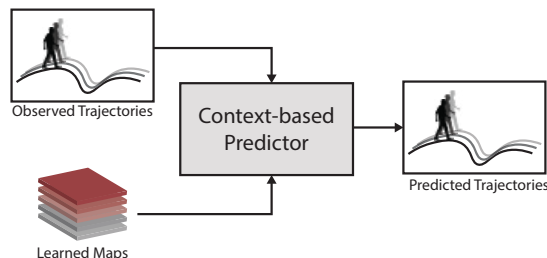 Observed Trajectories
Context-based
Predictor
Predicted Trajectories
Learned Maps